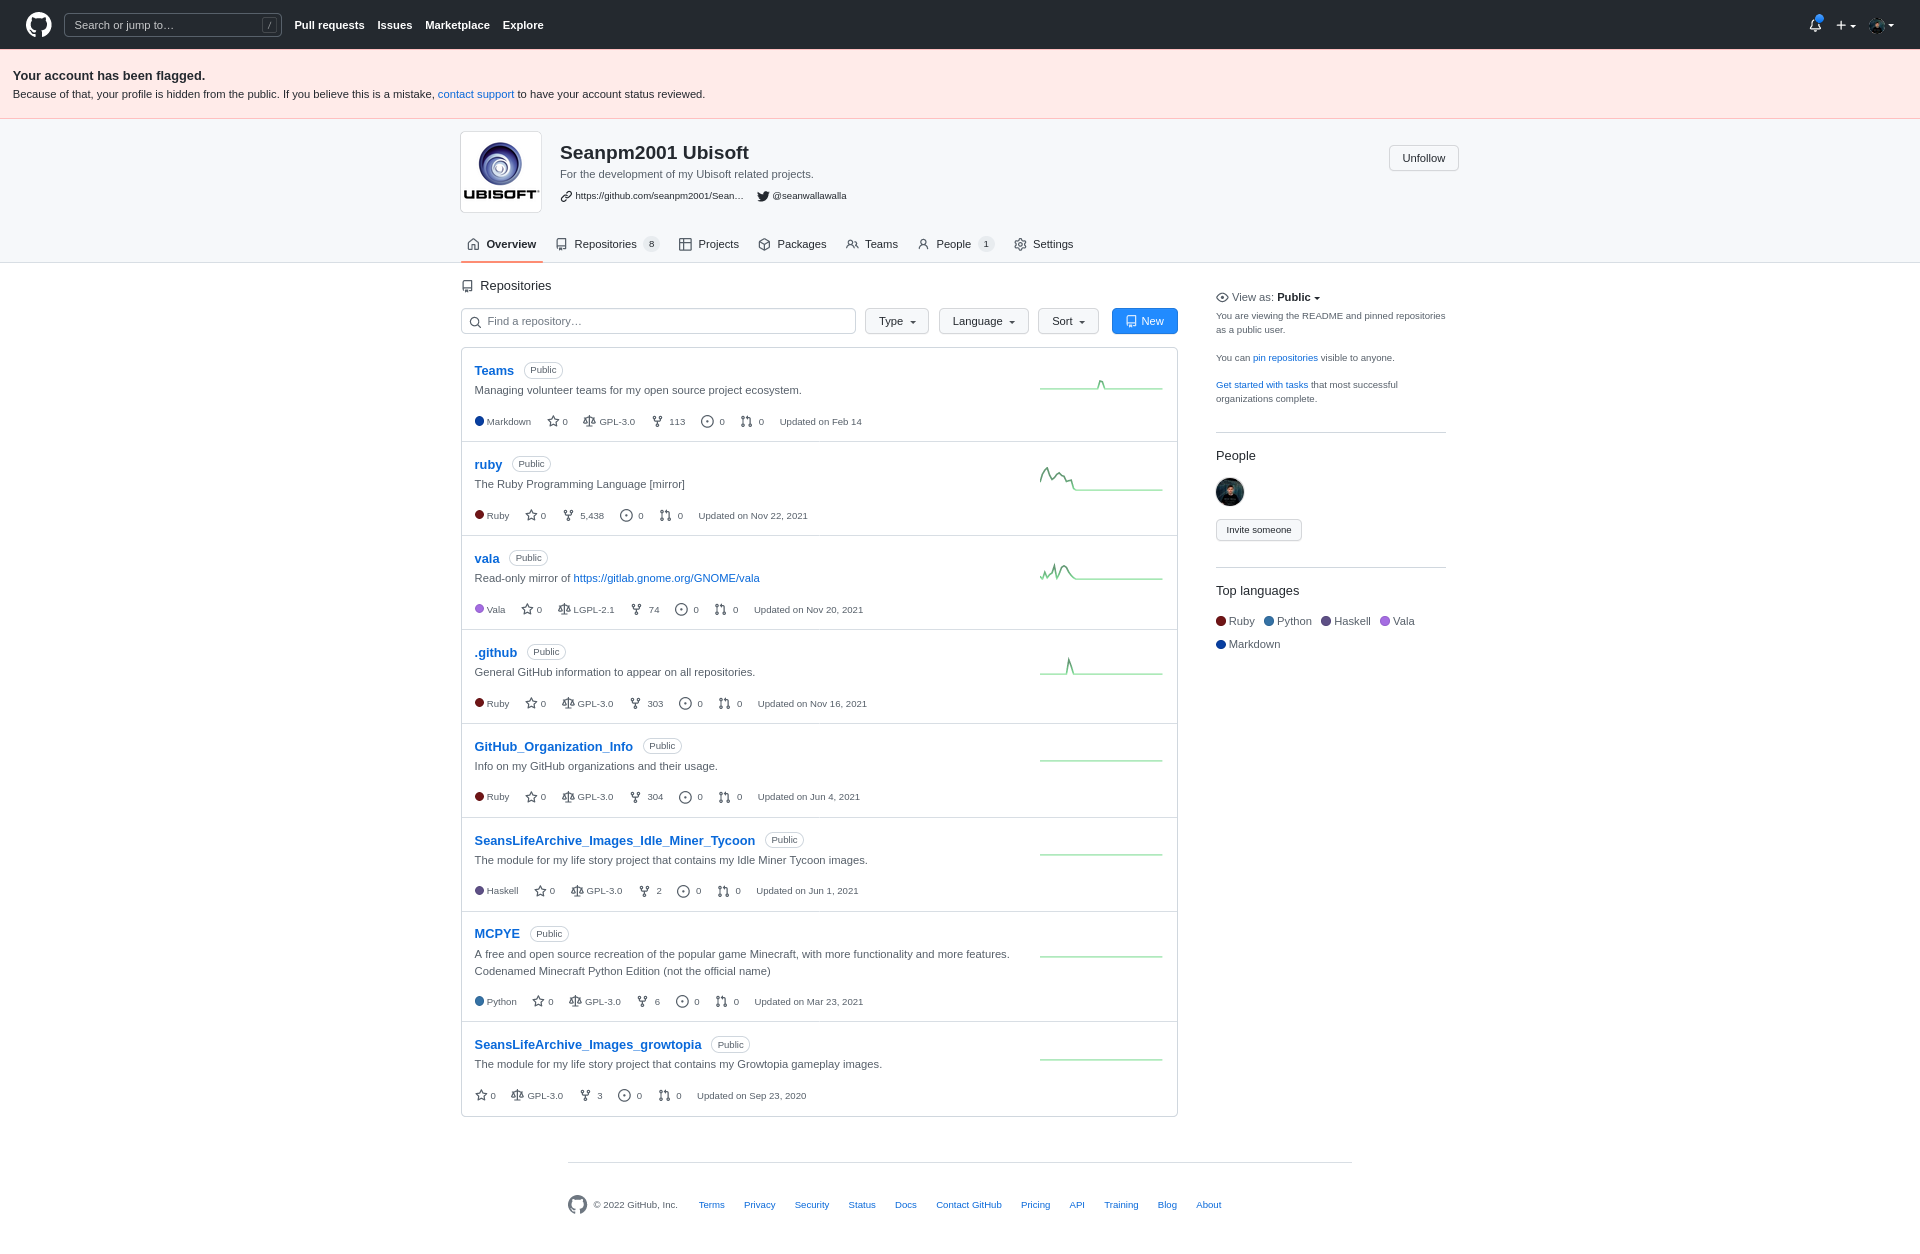 Search or jump to…
/
Pull requests Issues Marketplace Explore
Your account has been flagged.
Because of that, your profile is hidden from the public. If you believe this is a mistake, contact support to have your account status reviewed.
UBISOFT
Seanpm2001 Ubisoft
For the development of my Ubisoft related projects.
https://github.com/seanpm2001/Sean… @seanwallawalla
Unfollow
Overview Repositories 8 Projects Packages Teams People 1 Settings
Repositories
Find a repository…
Type Language Sort New
Teams Public
Managing volunteer teams for my open source project ecosystem.
Markdown 0 GPL-3.0 113 0 0 Updated on Feb 14
ruby Public
The Ruby Programming Language [mirror]
Ruby 0 5,438 0 0 Updated on Nov 22, 2021
vala Public
Read-only mirror of https://gitlab.gnome.org/GNOME/vala
Vala 0 LGPL-2.1 74 0 0 Updated on Nov 20, 2021
.github Public
General GitHub information to appear on all repositories.
Ruby 0 GPL-3.0 303 0 0 Updated on Nov 16, 2021
GitHub_Organization_Info Public
Info on my GitHub organizations and their usage.
Ruby 0 GPL-3.0 304 0 0 Updated on Jun 4, 2021
SeansLifeArchive_Images_Idle_Miner_Tycoon Public
The module for my life story project that contains my Idle Miner Tycoon images.
Haskell 0 GPL-3.0 2 0 0 Updated on Jun 1, 2021
MCPYE Public
A free and open source recreation of the popular game Minecraft, with more functionality and more features.
Codenamed Minecraft Python Edition (not the official name)
Python 0 GPL-3.0 6 0 0 Updated on Mar 23, 2021
SeansLifeArchive_Images_growtopia Public
The module for my life story project that contains my Growtopia gameplay images.
0 GPL-3.0 3 0 0 Updated on Sep 23, 2020
View as: Public
You are viewing the README and pinned repositories
as a public user.
You can pin repositories visible to anyone.
Get started with tasks that most successful
organizations complete.
People
Invite someone
Top languages
Ruby Python Haskell Vala
Markdown
© 2022 GitHub, Inc. Terms Privacy Security Status Docs Contact GitHub Pricing API Training Blog About